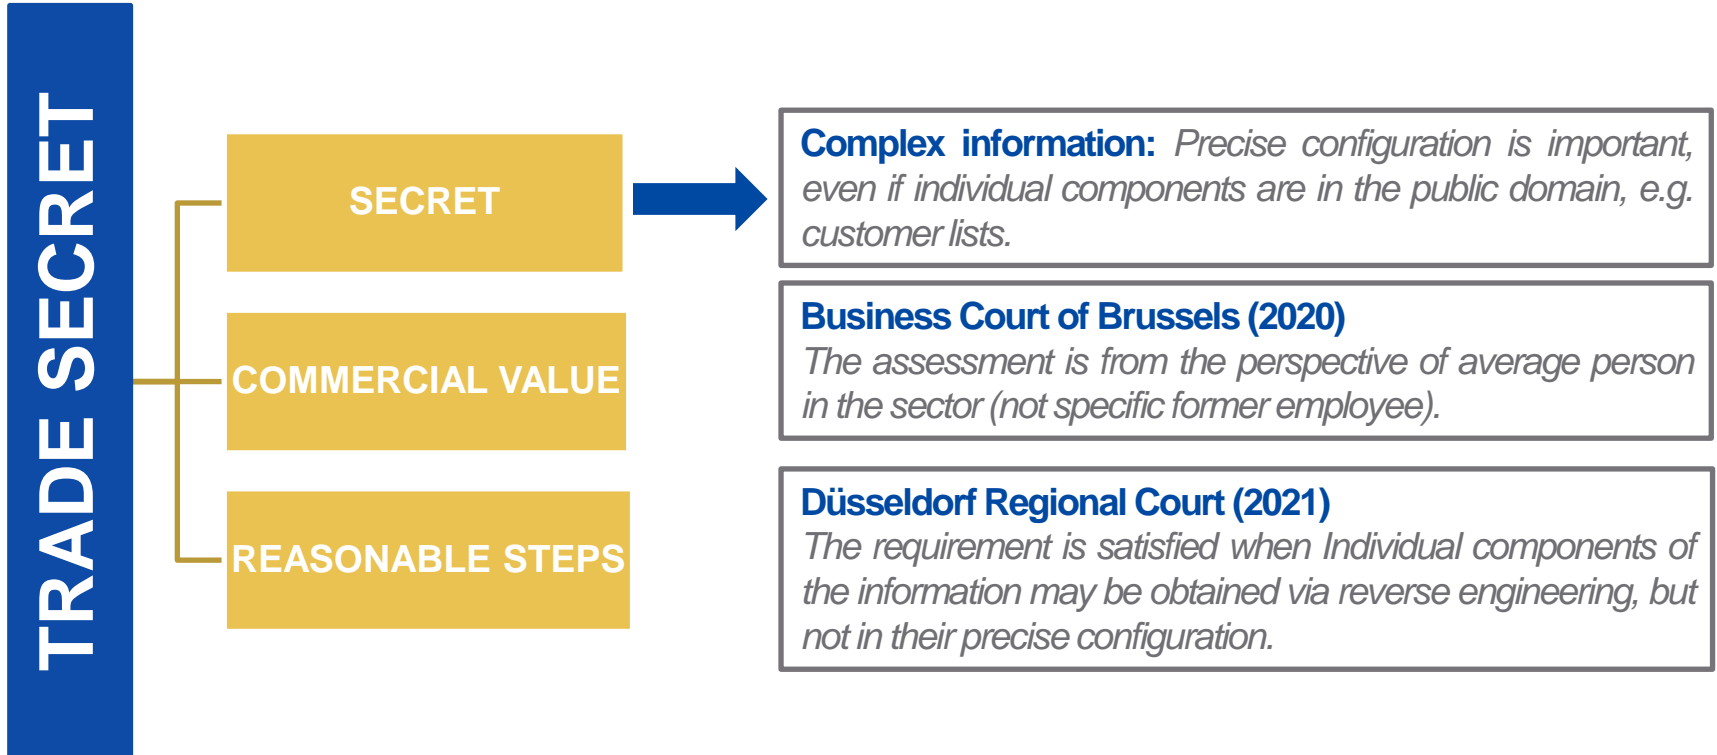 TRADE SECRET
SECRET
COMMERCIAL VALUE
REASONABLE STEPS
Complex information: Precise configuration is important,
even if individual components are in the public domain, e.g.
customer lists.
Business Court of Brussels (2020)
The assessment is from the perspective of average person
in the sector (not specific former employee).
Düsseldorf Regional Court (2021)
The requirement is satisfied when Individual components of
the information may be obtained via reverse engineering, but
not in their precise configuration.